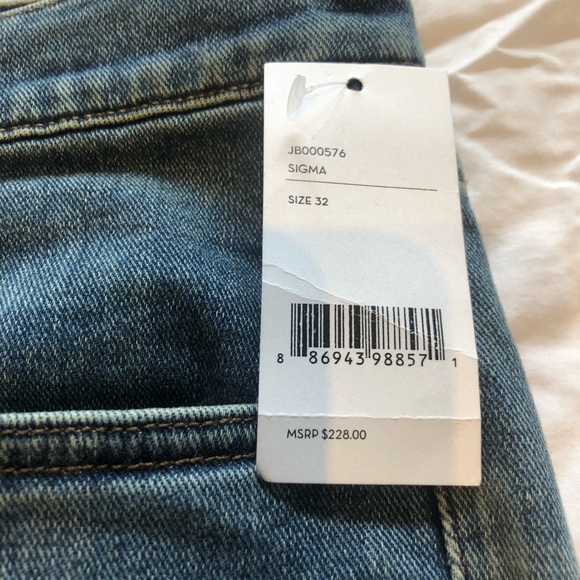 JB000576
SIGMA
SIZE 32
8 86943 98857 1
MSRP $228.00